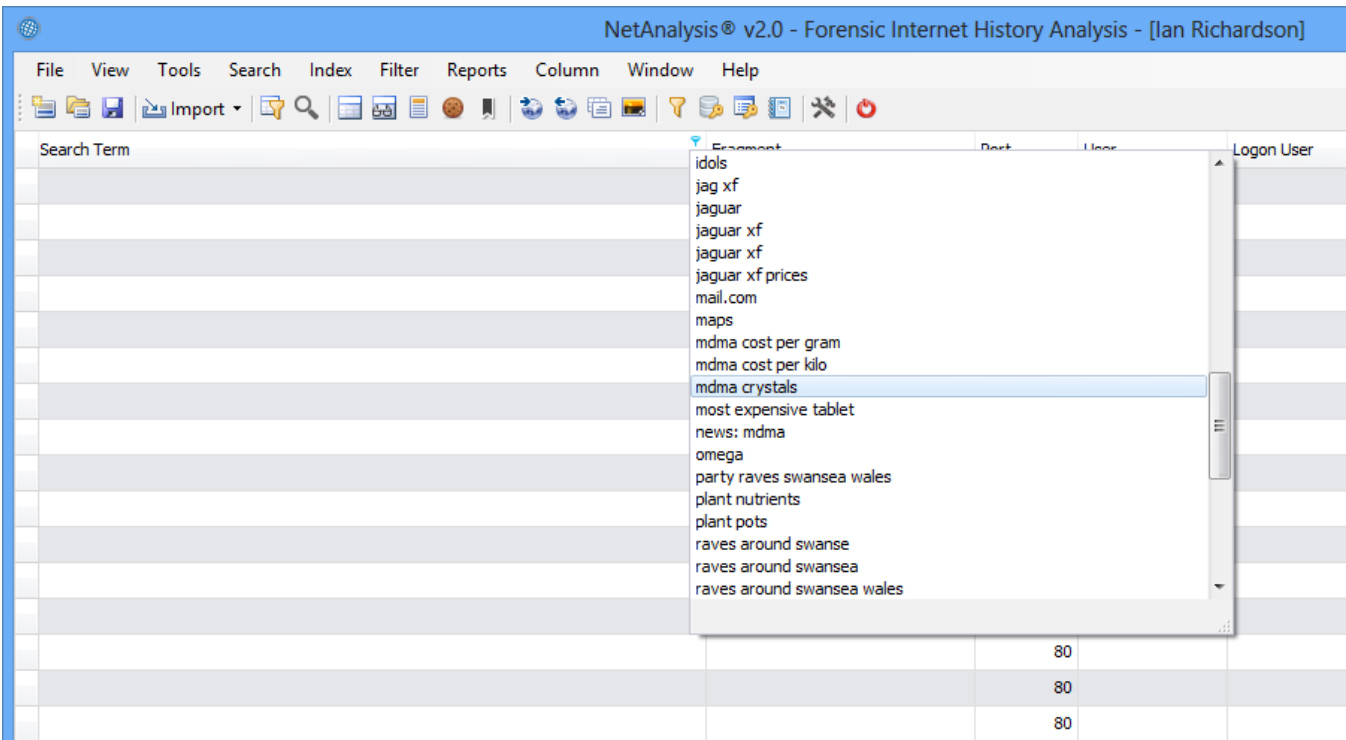 NetAnalysis® v2.0 - Forensic Internet History Analysis - [Ian Richardson]
File View Tools Search Index Filter Reports Column Window Help
Import
Search Term Fragment Port User Logon User
idols
jag xf
jaguar
jaguar xf
jaguar xf
jaguar xf prices
mail.com
maps
mdma cost per gram
mdma cost per kilo
mdma crystals
most expensive tablet
news: mdma
omega
party raves swansea wales
plant nutrients
plant pots
raves around swanse
raves around swansea
raves around swansea wales
80
80
80